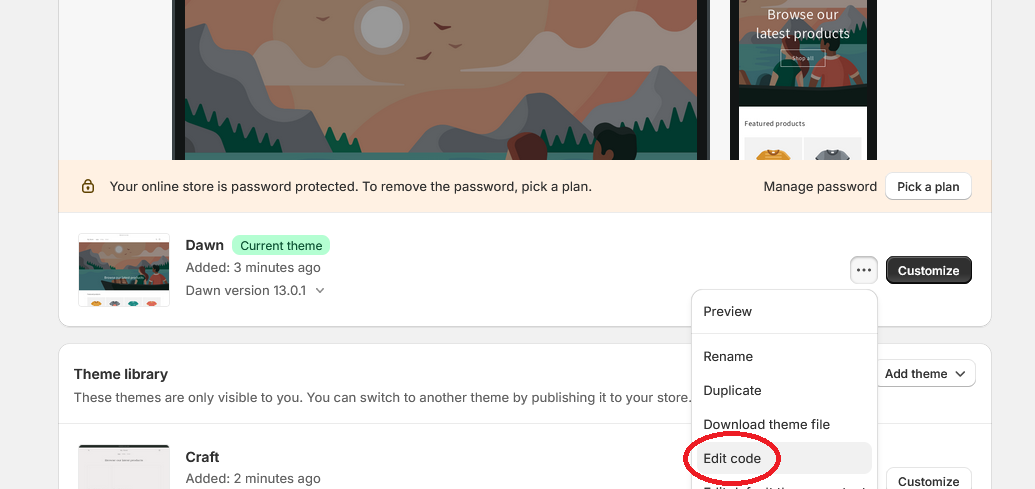 Browse our
latest products
Shop all
Featured products
Your online store is password protected. To remove the password, pick a plan.
Manage password
Pick a plan
Dawn
Current theme
Added: 3 minutes ago
Dawn version 13.0.1
Customize
Preview
Rename
Duplicate
Download theme file
Edit code
Theme library
Add theme
These themes are only visible to you. You can switch to another theme by publishing it to your store.
Craft
Added: 2 minutes ago
Customize